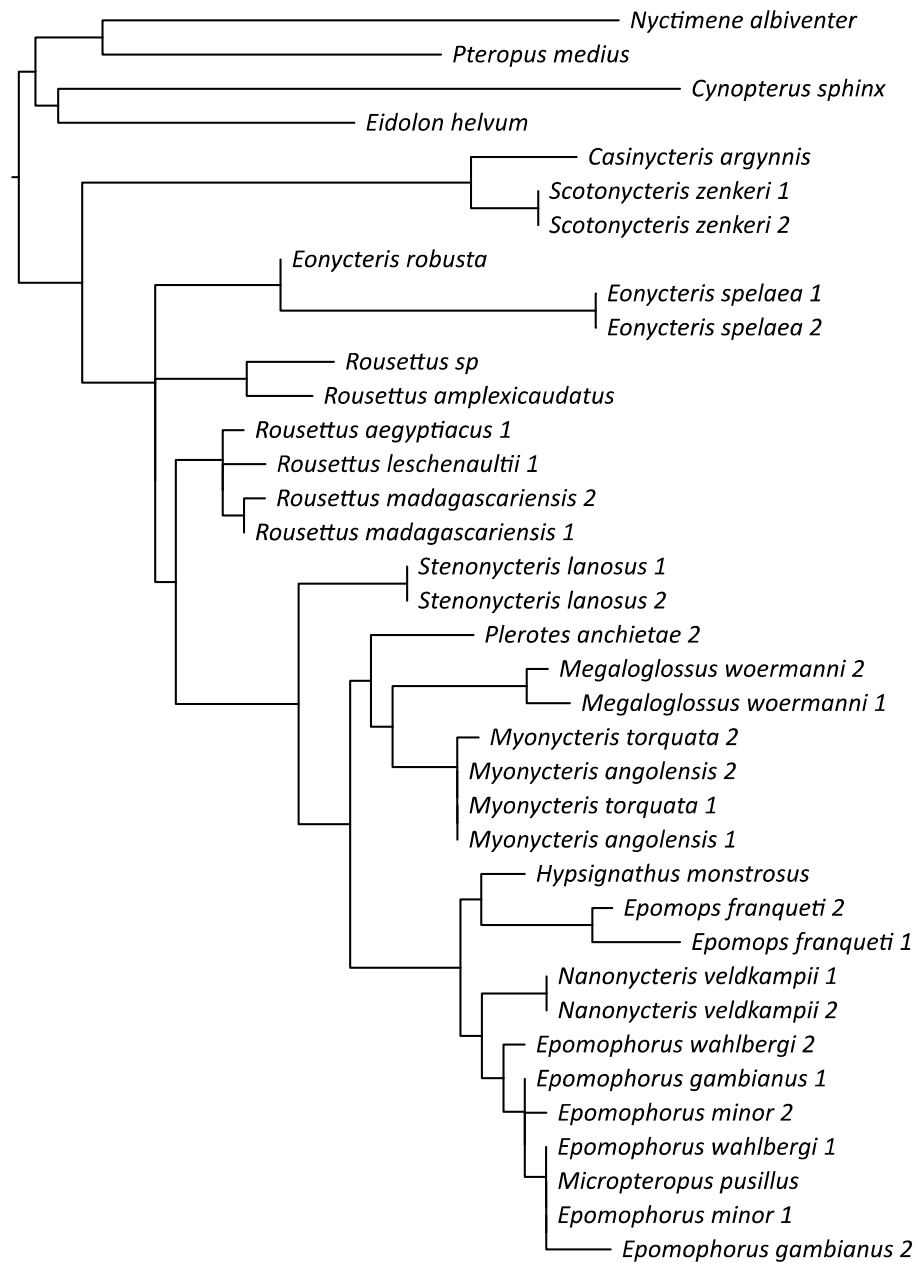 Nyctimene albiventer
Pteropus medius
Cynopterus sphinx
Eidolon helvum
Casinycteris argynnis
Scotonycteris zenkeri 1
Scotonycteris zenkeri 2
Eonycteris robusta
Eonycteris spelaea 1
Eonycteris spelaea 2
Rousettus sp
Rousettus amplexicaudatus
Rousettus aegyptiacus 1
Rousettus leschenaultii 1
Rousettus madagascariensis 2
Rousettus madagascariensis 1
Stenonycteris lanosus 1
Stenonycteris lanosus 2
Plerotes anchietae 2
Megaloglossus woermanni 2
Megaloglossus woermanni 1
Myonycteris torquata 2
Myonycteris angolensis 2
Myonycteris torquata 1
Myonycteris angolensis 1
Hypsignathus monstrosus
Epomops franqueti 2
Epomops franqueti 1
Nanonycteris veldkampii 1
Nanonycteris veldkampii 2
Epomophorus wahlbergi 2
Epomophorus gambianus 1
Epomophorus minor 2
Epomophorus wahlbergi 1
Micropteropus pusillus
Epomophorus minor 1
Epomophorus gambianus 2